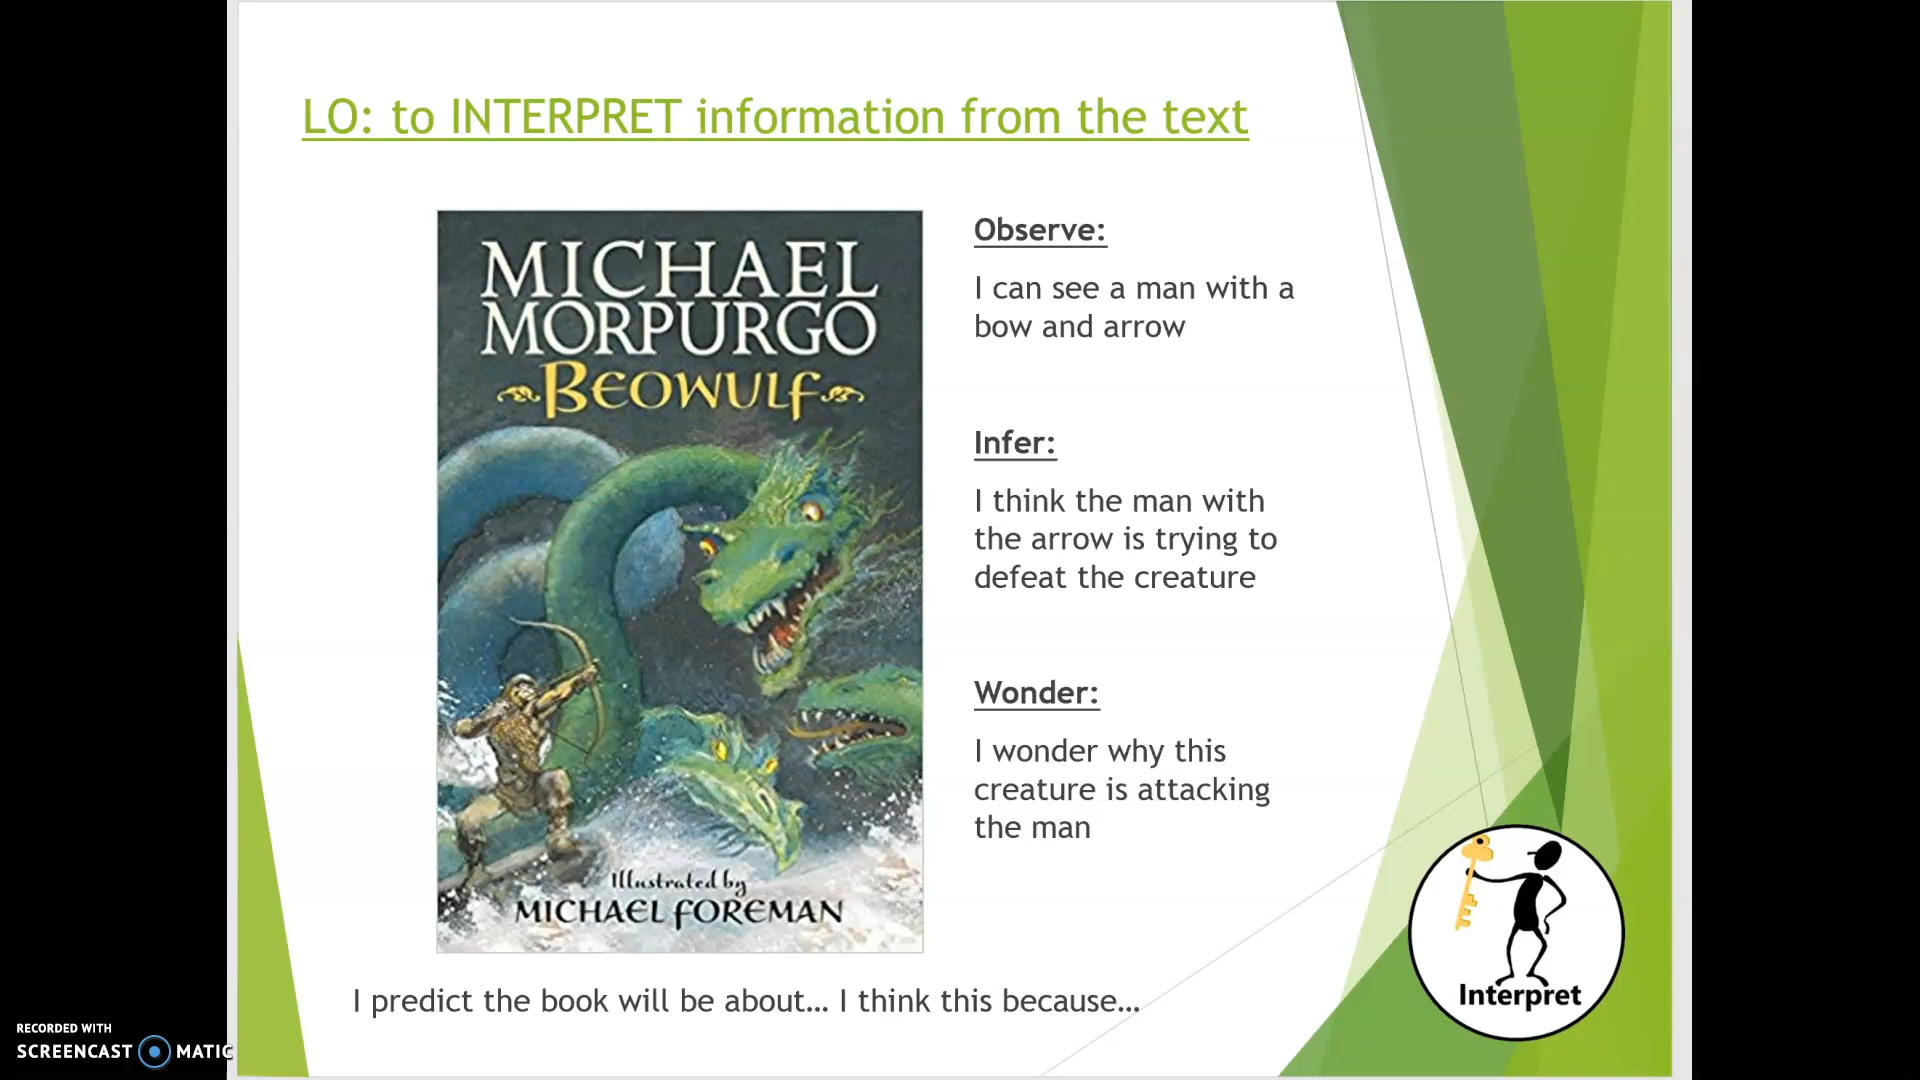 LO: to INTERPRET information from the text
MICHAEL
MORPURGO
BEOWULF
Illustrated by
MICHAEL FOREMAN
Observe:
I can see a man with a
bow and arrow
Infer:
I think the man with
the arrow is trying to
defeat the creature
Wonder:
I wonder why this
creature is attacking
the man
Interpret
I predict the book will be about… I think this because…
RECORDED WITH
SCREENCAST MATIC